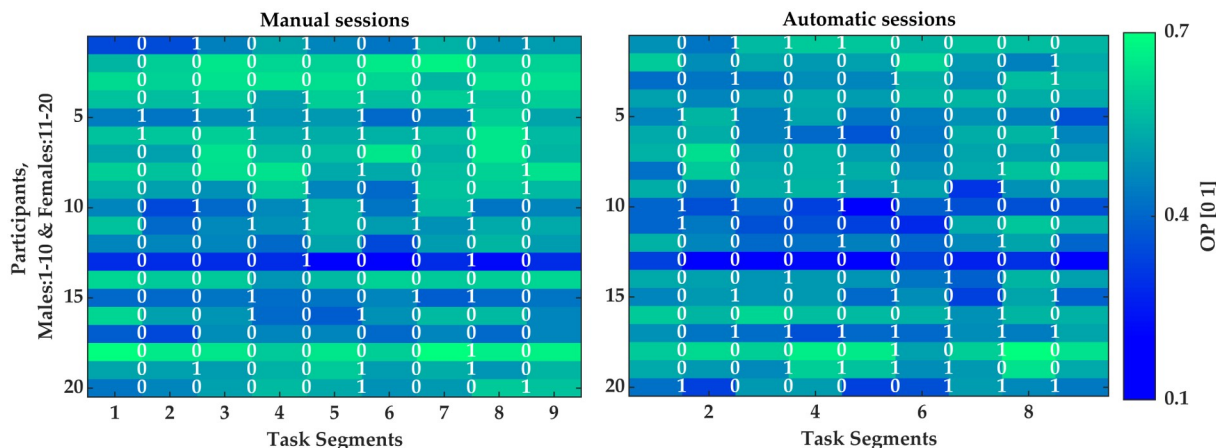 Manual sessions
Automatic sessions
0 1 0 1 0 1 0 1
0 0 0 0 0 0 0 0
0 0 0 0 0 0 0 0
0 1 0 1 1 0 1 0
5 1 1 1 1 1 0 1 0
1 0 1 1 1 1 0 1
0 0 0 0 0 0 0 0
0 0 0 0 1 0 0 1
0 0 0 1 0 1 0 1
10 0 1 0 1 1 1 1 0
0 0 0 1 0 1 1 0
0 0 0 0 0 0 0 0
0 0 0 1 0 0 1 0
0 0 0 0 0 0 0 0
15 0 0 1 0 0 1 1 0
0 0 1 0 1 0 0 0
0 0 0 0 0 0 0 0
0 0 0 0 0 0 1 0
0 1 0 0 1 0 1 0
20 0 0 0 0 1 0 0 1
1 2 3 4 5 6 7 8 9
Task Segments
Participants,
Males:1-10 & Females:11-20
0 1 1 1 0 0 0 0
0 0 0 0 0 0 0 1
0 1 0 0 1 0 0 1
0 0 0 0 0 0 0 0
5 1 1 0 1 0 0 0 0
0 0 1 1 0 0 0 1
0 0 0 0 0 0 0 0
0 0 0 1 0 0 1 0
0 0 1 1 1 0 1 0
10 1 0 0 1 0 1 0 0
1 0 0 0 0 0 0 0
0 0 0 1 0 0 1 0
0 0 0 0 0 0 0 0
0 0 1 0 0 1 0 0
15 0 1 0 0 1 0 0 1
0 0 0 0 0 1 1 0
0 1 1 1 1 1 1 1
0 0 0 0 1 0 1 0
0 0 1 1 1 1 0 0
20 1 0 0 0 0 1 0 0
2 4 6 8
Task Segments
0.7
0.4
0.1
OP [0 1]